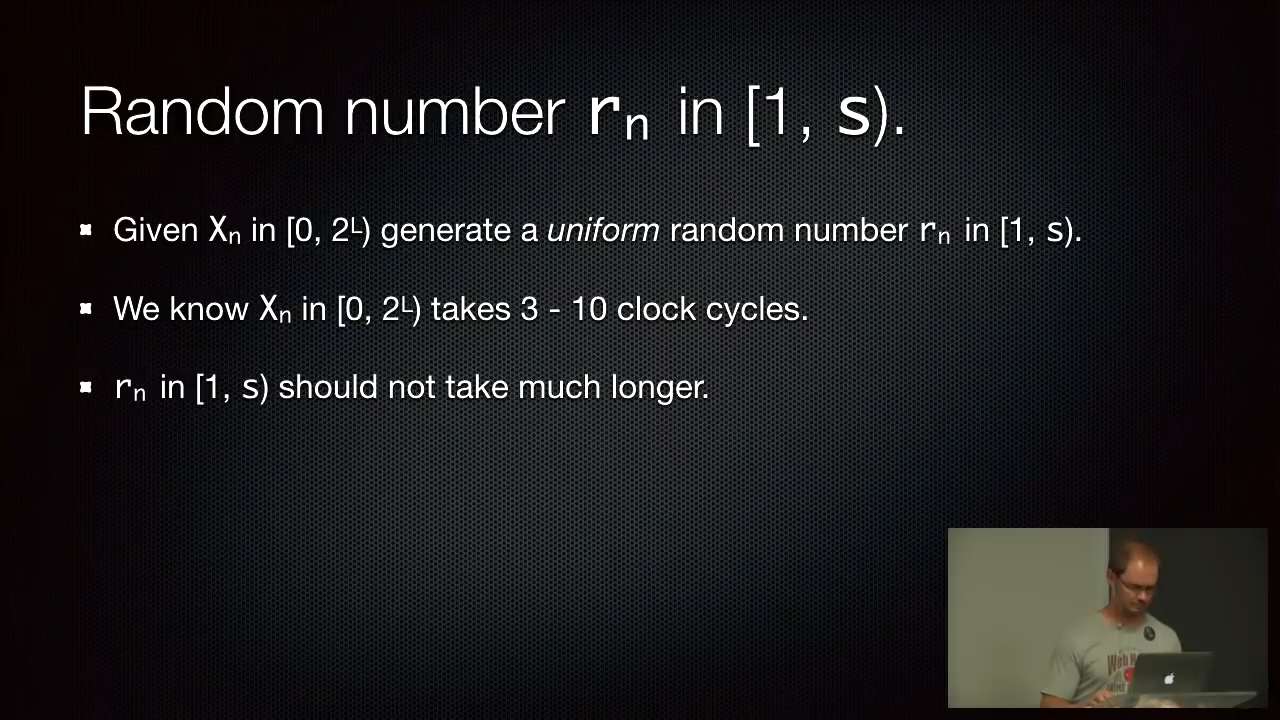 Random number rₙ in [1, s).
Given Xₙ in [0, 2ᴸ) generate a uniform random number rₙ in [1, s).
We know Xₙ in [0, 2ᴸ) takes 3 - 10 clock cycles.
rₙ in [1, s) should not take much longer.